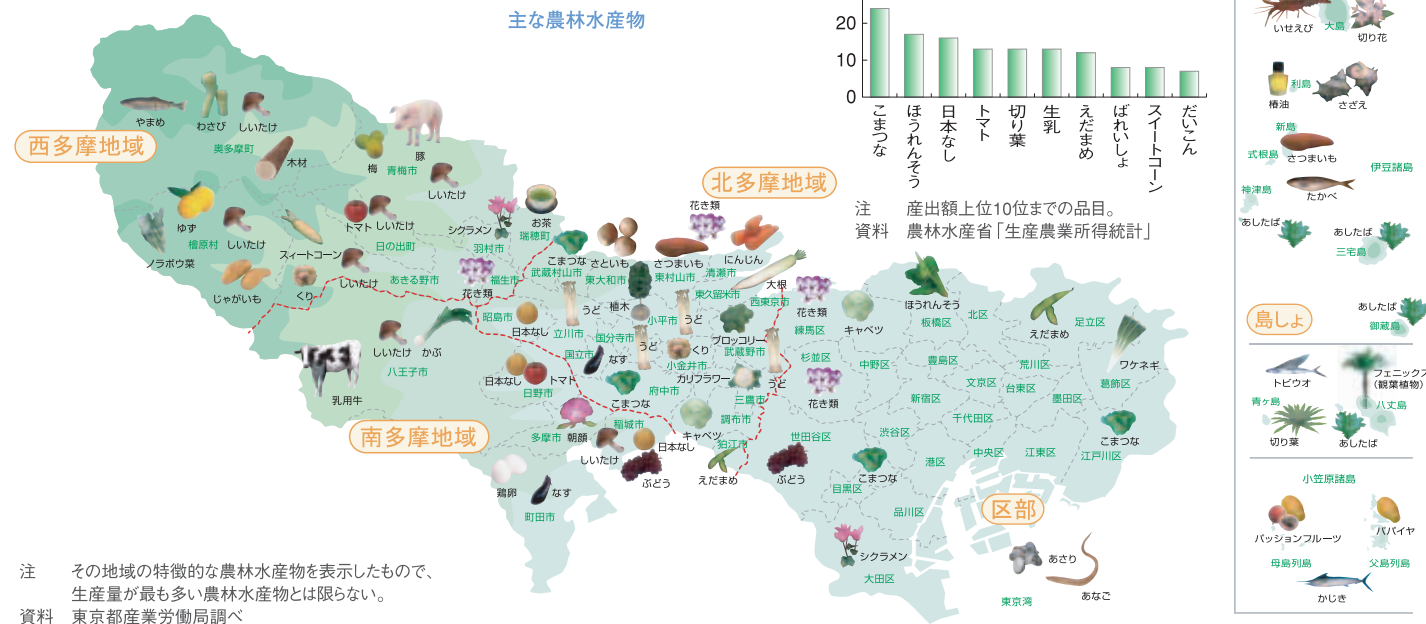 主な農林水産物
20
10
0
こまつな
ほうれんそう
日本なし
トマト
切り葉
生乳
えだまめ
ばれいしょ
スイートコーン
だいこん
注 産出額上位10位までの品目。
資料 農林水産省「生産農業所得統計」
西多摩地域
やまめ
わさび
しいたけ
奥多摩町
木材
梅
青梅市
豚
しいたけ
ゆず
檜原村
しいたけ
ノラボウ菜
スィートコーン
トマト
しいたけ
日の出町
じゃがいも
くり
しいたけ
あきる野市
シクラメン
羽村市
お茶
瑞穂町
花き類
福生市
北多摩地域
こまつな
武蔵村山市
さといも
東大和市
さつまいも
東村山市
花き類
清瀬市
にんじん
東久留米市
大根
西東京市
昭島市
日本なし
うど
立川市
植木
小平市
うど
国分寺市
うど
ブロッコリー
武蔵野市
国立市
なす
くり
小金井市
カリフラワー
うど
三鷹市
こまつな
府中市
キャベツ
調布市
狛江市
えだまめ
南多摩地域
しいたけ
かぶ
八王子市
乳用牛
日本なし
トマト
日野市
多摩市
朝顔
稲城市
しいたけ
日本なし
ぶどう
鶏卵
なす
町田市
区部
花き類
練馬区
キャベツ
ほうれんそう
板橋区
北区
えだまめ
足立区
ワケネギ
葛飾区
杉並区
花き類
中野区
豊島区
荒川区
文京区
台東区
墨田区
新宿区
千代田区
こまつな
江戸川区
世田谷区
渋谷区
ぶどう
こまつな
目黒区
港区
中央区
江東区
品川区
シクラメン
大田区
あさり
あなご
東京湾
いせえび
大島
切り花
椿油
利島
さざえ
新島
式根島
さつまいも
伊豆諸島
神津島
たかべ
あしたば
あしたば
三宅島
島しょ
あしたば
御蔵島
トビウオ
フェニックス
(観葉植物)
青ヶ島
八丈島
切り葉
あしたば
小笠原諸島
パッションフルーツ
パパイヤ
母島列島
父島列島
かじき
注 その地域の特徴的な農林水産物を表示したもので、
生産量が最も多い農林水産物とは限らない。
資料 東京都産業労働局調べ